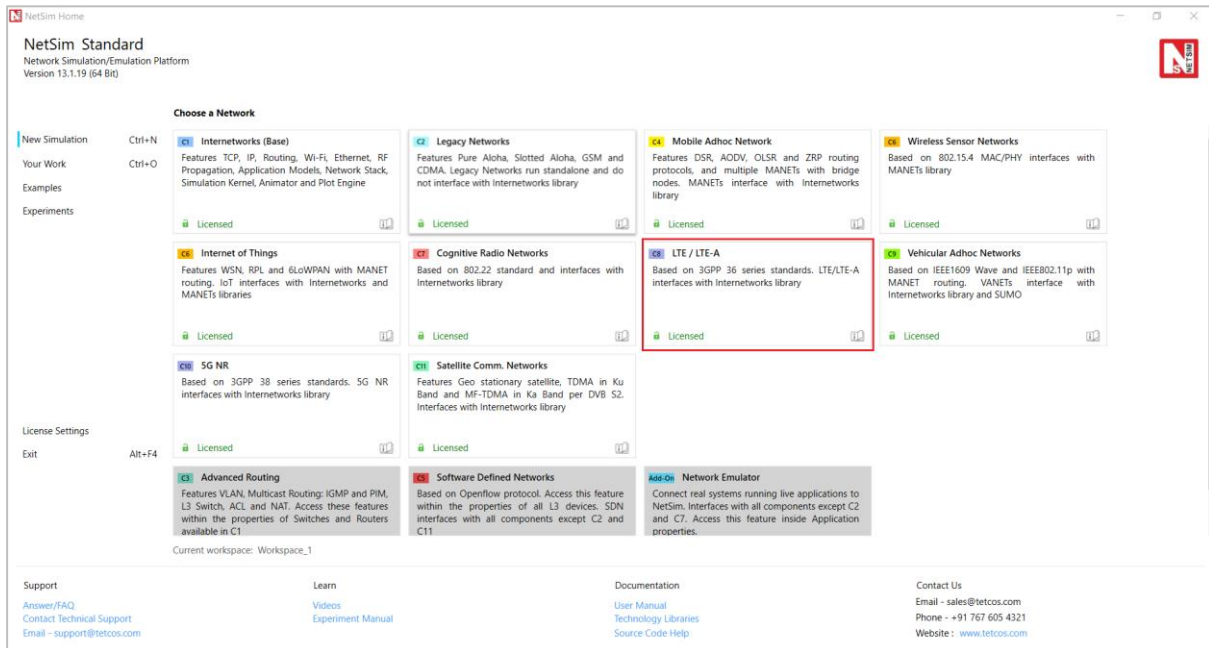 NetSim Home
NetSim Standard
Network Simulation/Emulation Platform
Version 13.1.19 (64 Bit)
NETSIM
Choose a Network
New Simulation Ctrl+N
Your Work Ctrl+O
Examples
Experiments
License Settings
Exit Alt+F4
C1 Internetworks (Base)
Features TCP, IP, Routing, Wi-Fi, Ethernet, RF
Propagation, Application Models, Network Stack,
Simulation Kernel, Animator and Plot Engine
Licensed
C2 Legacy Networks
Features Pure Aloha, Slotted Aloha, GSM and
CDMA. Legacy Networks run standalone and do
not interface with Internetworks library
Licensed
C4 Mobile Adhoc Network
Features DSR, AODV, OLSR and ZRP routing
protocols, and multiple MANETs with bridge
nodes. MANETs interface with Internetworks
library
Licensed
C6 Wireless Sensor Networks
Based on 802.15.4 MAC/PHY interfaces with
MANETs library
Licensed
C6 Internet of Things
Features WSN, RPL and 6LoWPAN with MANET
routing. IoT interfaces with Internetworks and
MANETs libraries
Licensed
C7 Cognitive Radio Networks
Based on 802.22 standard and interfaces with
Internetworks library
Licensed
C8 LTE / LTE-A
Based on 3GPP 36 series standards. LTE/LTE-A
interfaces with Internetworks library
Licensed
C9 Vehicular Adhoc Networks
Based on IEEE1609 Wave and IEEE802.11p with
MANET routing. VANETs interface with
Internetworks library and SUMO
Licensed
C10 5G NR
Based on 3GPP 38 series standards. 5G NR
interfaces with Internetworks library
Licensed
C11 Satellite Comm. Networks
Features Geo stationary satellite, TDMA in Ku
Band and MF-TDMA in Ka Band per DVB S2.
Interfaces with Internetworks library
Licensed
C3 Advanced Routing
Features VLAN, Multicast Routing: IGMP and PIM,
L3 Switch, ACL and NAT. Access these features
within the properties of Switches and Routers
available in C1
C5 Software Defined Networks
Based on Openflow protocol. Access this feature
within the properties of all L3 devices. SDN
interfaces with all components except C2 and
C11
Add-On Network Emulator
Connect real systems running live applications to
NetSim. Interfaces with all components except C2
and C7. Access this feature inside Application
properties.
Current workspace: Workspace_1
Support
Answer/FAQ
Contact Technical Support
Email - support@tetcos.com
Learn
Videos
Experiment Manual
Documentation
User Manual
Technology Libraries
Source Code Help
Contact Us
Email - sales@tetcos.com
Phone - +91 767 605 4321
Website : www.tetcos.com